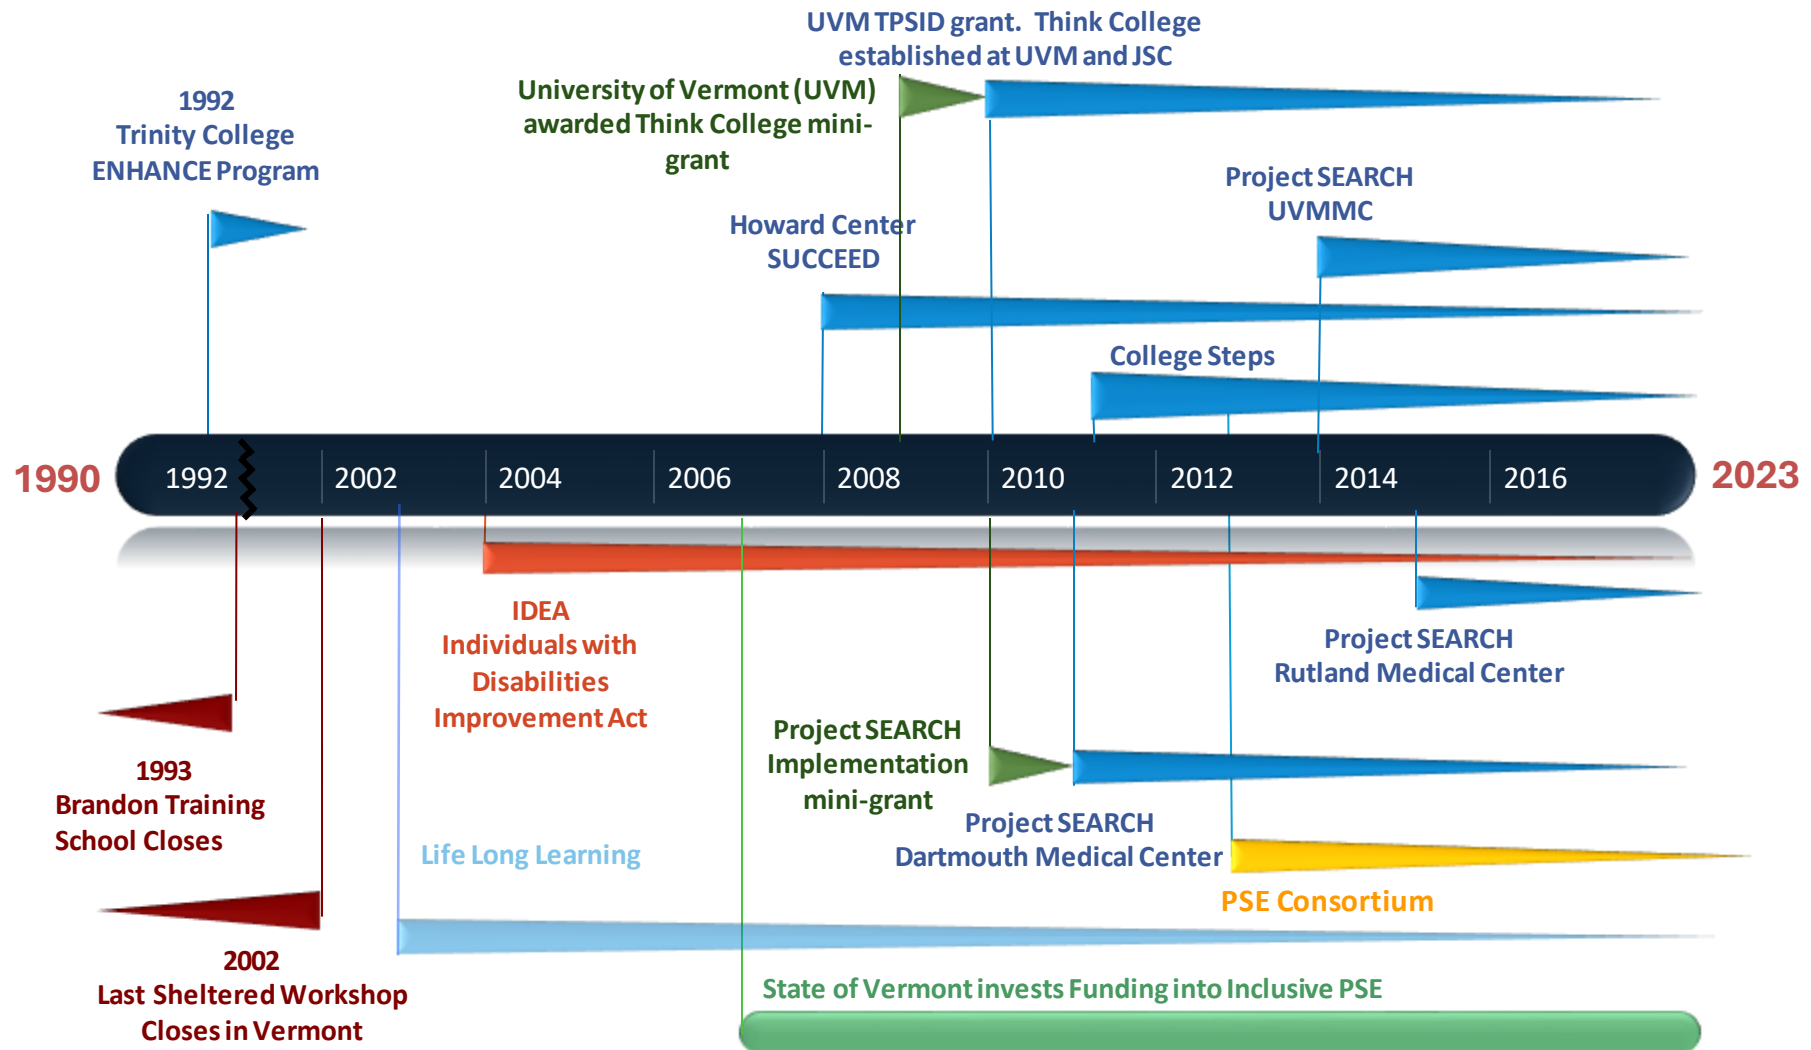 UVM TPSID grant. Think College
established at UVM and JSC
University of Vermont (UVM)
awarded Think College mini-
grant
1992
Trinity College
ENHANCE Program
Project SEARCH
UVMMC
Howard Center
SUCCEED
College Steps
1990
1992
2002
2004
2006
2008
2010
2012
2014
2016
2023
IDEA
Individuals with
Disabilities
Improvement Act
Project SEARCH
Rutland Medical Center
Project SEARCH
Implementation
mini-grant
1993
Brandon Training
School Closes
Project SEARCH
Dartmouth Medical Center
Life Long Learning
PSE Consortium
2002
Last Sheltered Workshop
Closes in Vermont
State of Vermont invests Funding into Inclusive PSE